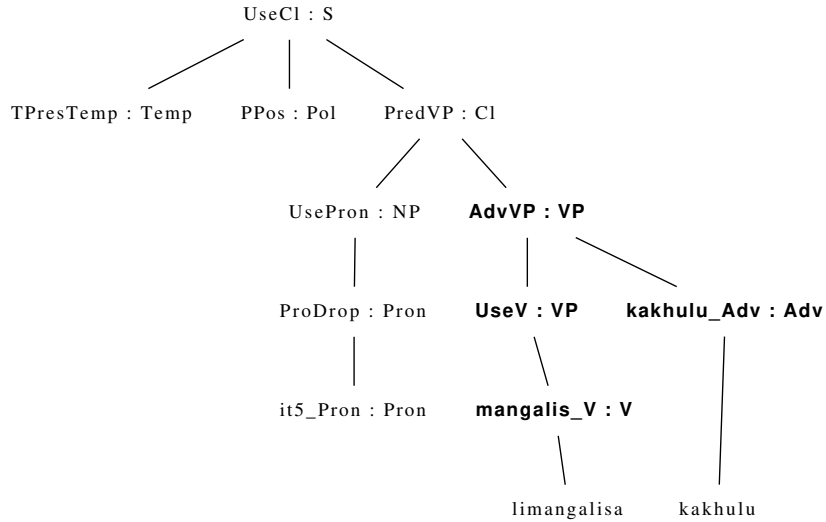 UseCl : S
TPresTemp : Temp PPos : Pol PredVP : Cl
UsePron : NP AdvVP : VP
ProDrop : Pron UseV : VP kakhulu_Adv : Adv
it5_Pron : Pron mangalis_V : V
limangalisa kakhulu